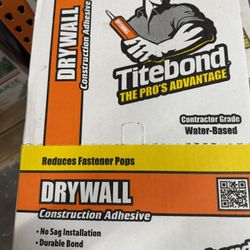 DRYWALL
Construction Adhesive
Titebond
THE PRO'S ADVANTAGE
Contractor Grade
Water-Based
Reduces Fastener Pops
DRYWALL
Construction Adhesive
• No Sag Installation
• Durable Bond